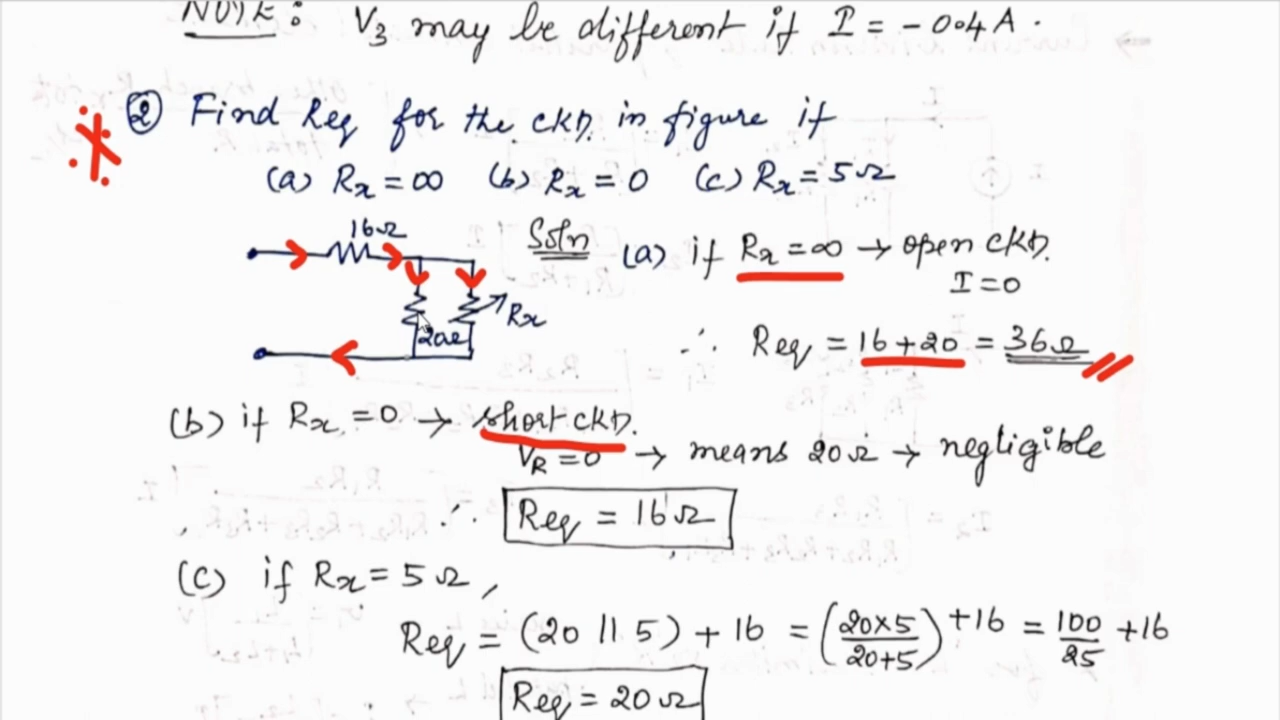 NOTE: V3 may be different if I = -0.4A.
② Find Req for the CKD. in figure if
(a) Rx = ∞ (b) Rx = 0 (c) Rx = 5Ω
16Ω
20Ω
Rx
Soln (a) if Rx = ∞ → open CKD.
I = 0
∴ Req = 16 + 20 = 36Ω
(b) if Rx = 0 → short CKD.
VR = 0 → means 20Ω → negligible
∴ Req = 16Ω
(c) if Rx = 5Ω,
Req = (20 || 5) + 16 = (20×5/20+5) + 16 = 100/25 + 16
Req = 20Ω